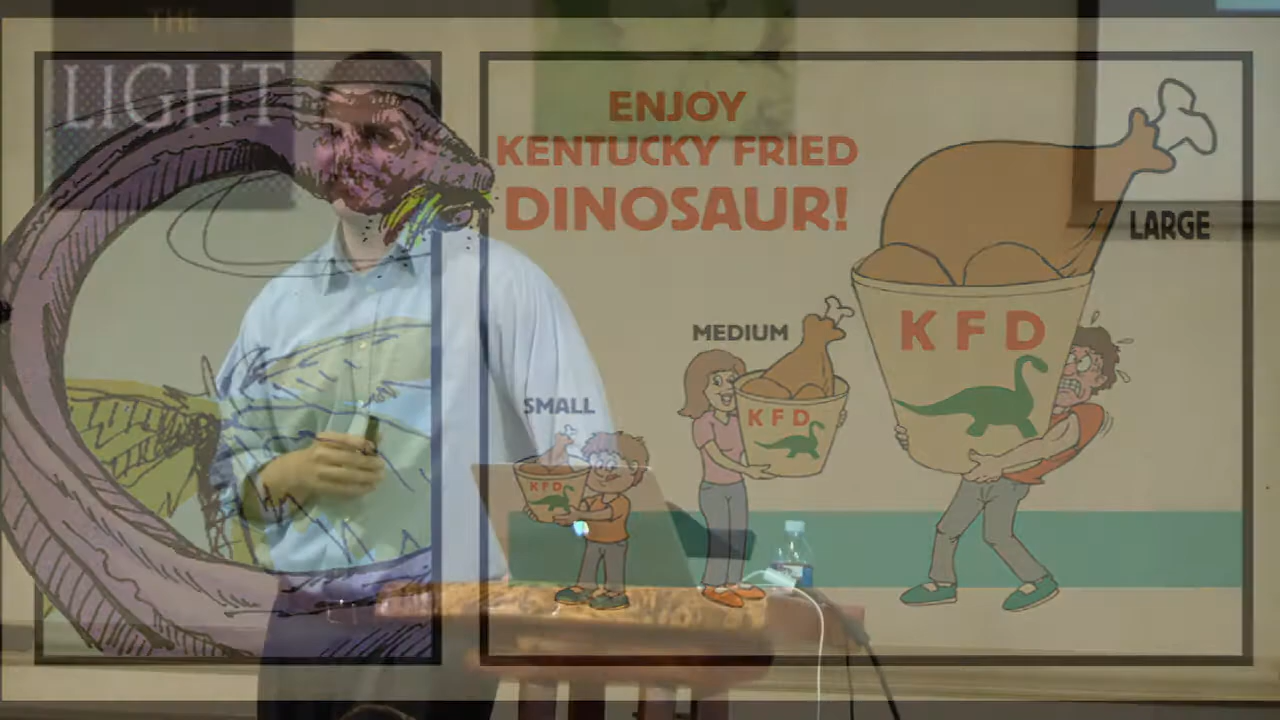 THE
LIGHT
ENJOY
KENTUCKY FRIED
DINOSAUR!
LARGE
KFD
MEDIUM
KFD
SMALL
KFD